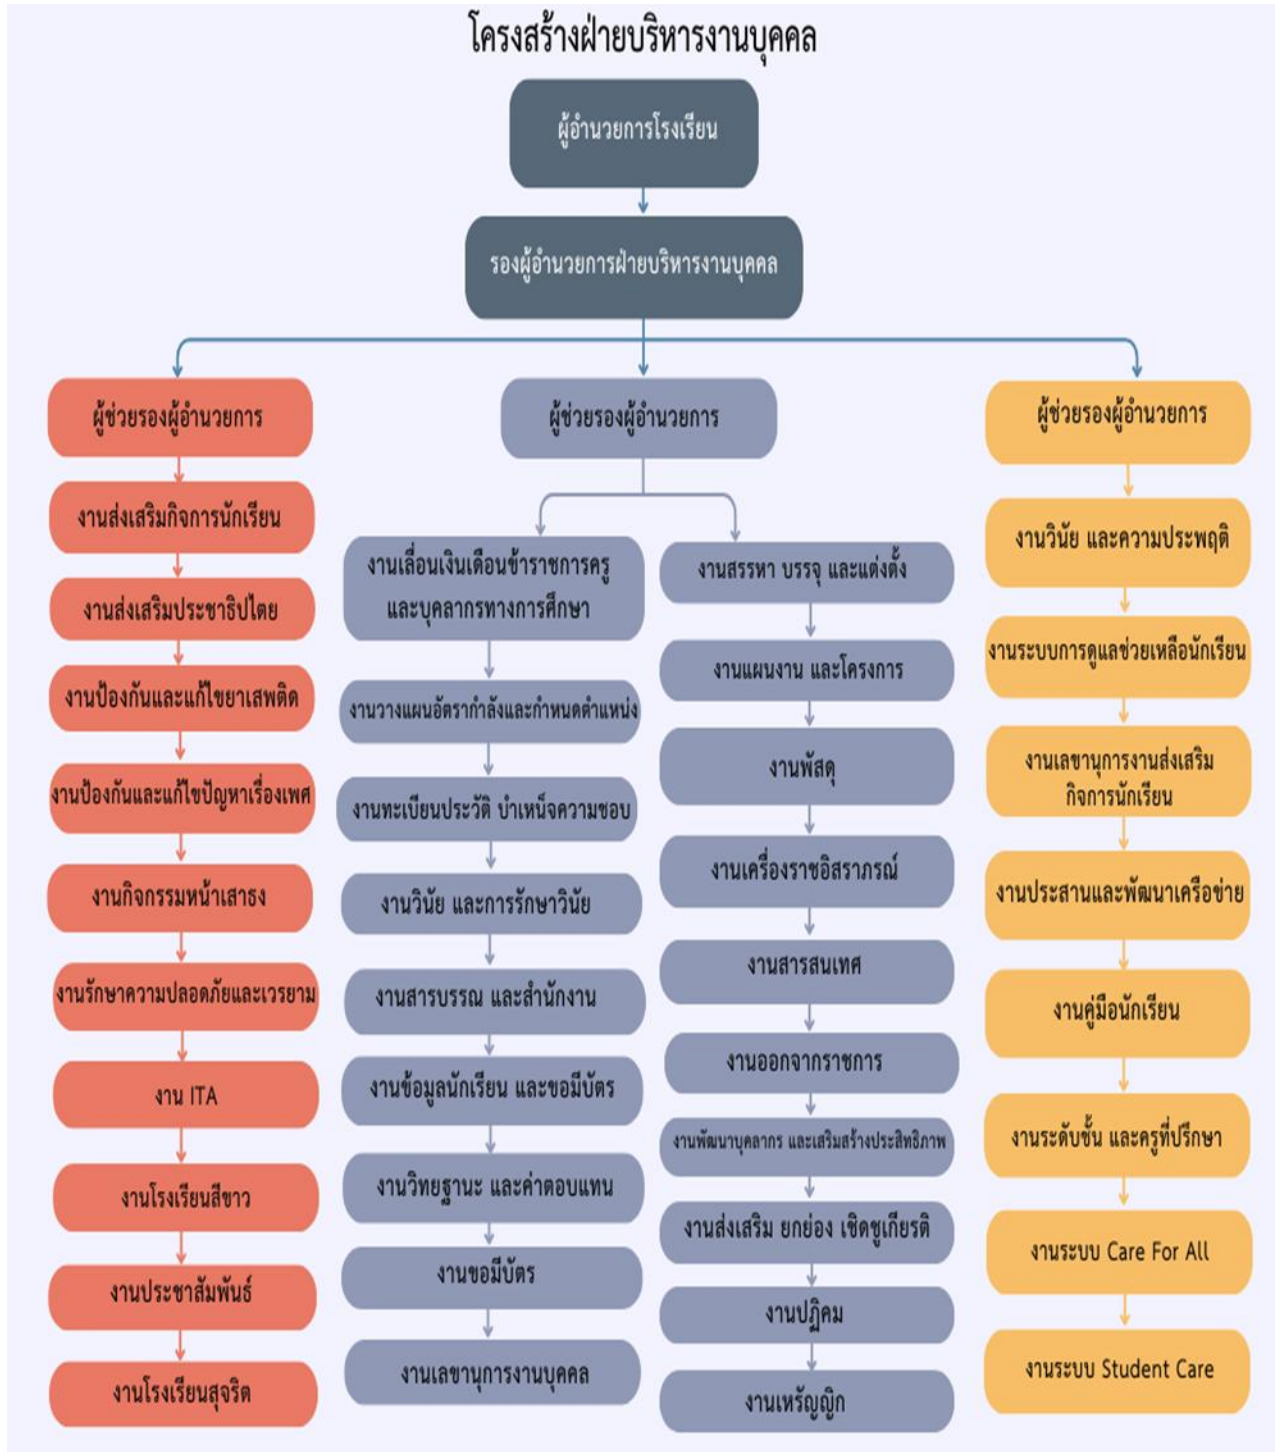 โครงสร้างฝ่ายบริหารงานบุคคล
ผู้อำนวยการโรงเรียน
รองผู้อำนวยการฝ่ายบริหารงานบุคคล
ผู้ช่วยรองผู้อำนวยการ
งานส่งเสริมกิจการนักเรียน
งานส่งเสริมประชาธิปไตย
งานป้องกันและแก้ไขยาเสพติด
งานป้องกันและแก้ไขปัญหาเรื่องเพศ
งานกิจกรรมหน้าเสาธง
งานรักษาความปลอดภัยและเวรยาม
งาน ITA
งานโรงเรียนสีขาว
งานประชาสัมพันธ์
งานโรงเรียนสุจริต
ผู้ช่วยรองผู้อำนวยการ
งานเลื่อนเงินเดือนข้าราชการครู
และบุคลากรทางการศึกษา
งานวางแผนอัตรากำลังและกำหนดตำแหน่ง
งานทะเบียนประวัติ บำเหน็จความชอบ
งานวินัย และการรักษาวินัย
งานสารบรรณ และสำนักงาน
งานข้อมูลนักเรียน และขอมีบัตร
งานวิทยฐานะ และค่าตอบแทน
งานขอมีบัตร
งานเลขานุการงานบุคคล
งานสรรหา บรรจุ และแต่งตั้ง
งานแผนงาน และโครงการ
งานพัสดุ
งานเครื่องราชอิสราภรณ์
งานสารสนเทศ
งานออกจากราชการ
งานพัฒนาบุคลากร และเสริมสร้างประสิทธิภาพ
งานส่งเสริม ยกย่อง เชิดชูเกียรติ
งานปฏิคม
งานเหรัญญิก
ผู้ช่วยรองผู้อำนวยการ
งานวินัย และความประพฤติ
งานระบบการดูแลช่วยเหลือนักเรียน
งานเลขานุการงานส่งเสริม
กิจการนักเรียน
งานประสานและพัฒนาเครือข่าย
งานคู่มือนักเรียน
งานระดับชั้น และครูที่ปรึกษา
งานระบบ Care For All
งานระบบ Student Care